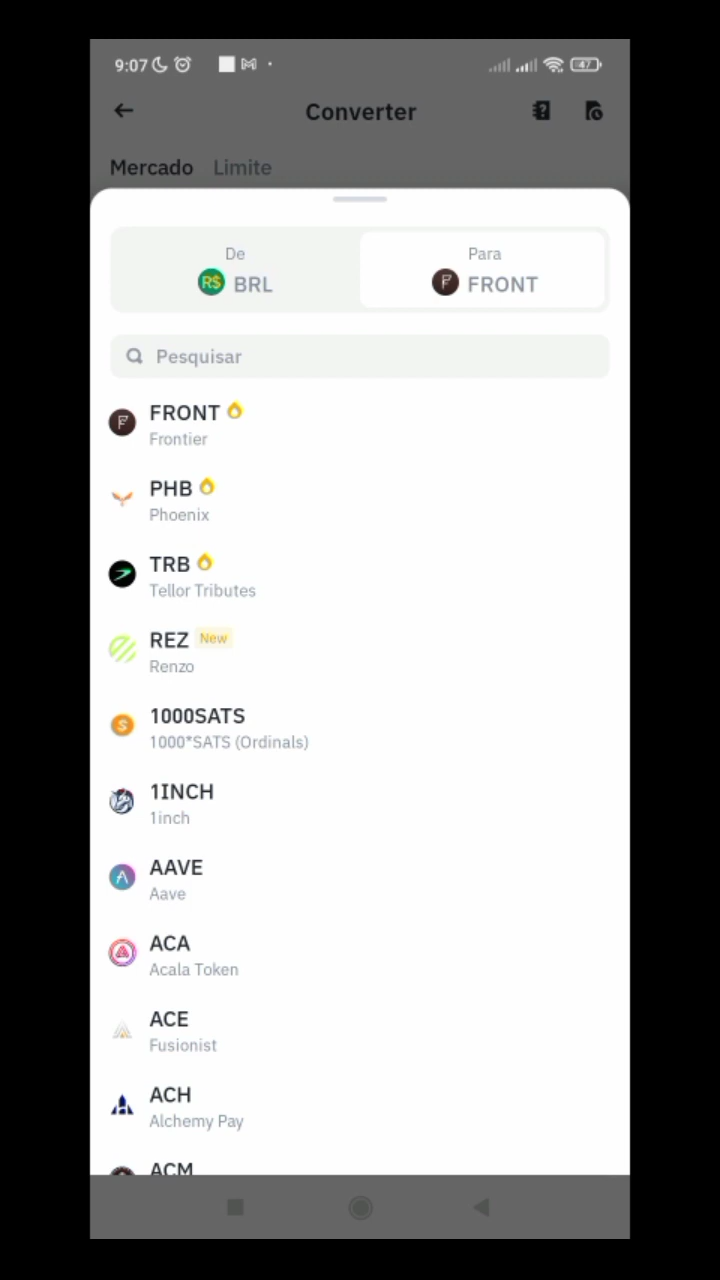 9:07 47
Converter
Mercado Limite
De Para
R$ BRL FRONT
Pesquisar
FRONT
Frontier
PHB
Phoenix
TRB
Tellor Tributes
REZ New
Renzo
1000SATS
1000*SATS (Ordinals)
1INCH
1inch
AAVE
Aave
ACA
Acala Token
ACE
Fusionist
ACH
Alchemy Pay
ACM